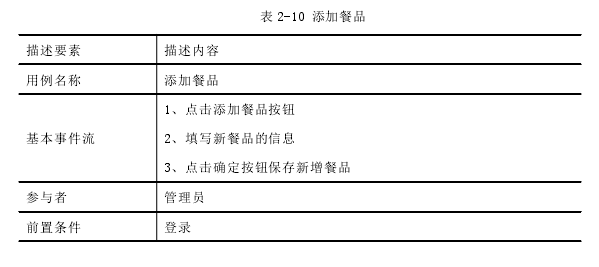 表 2-10 添加餐品
描述要素 描述内容
用例名称 添加餐品
1、点击添加餐品按钮
基本事件流 2、填写新餐品的信息
3、点击确定按钮保存新增餐品
参与者 管理员
前置条件 登录